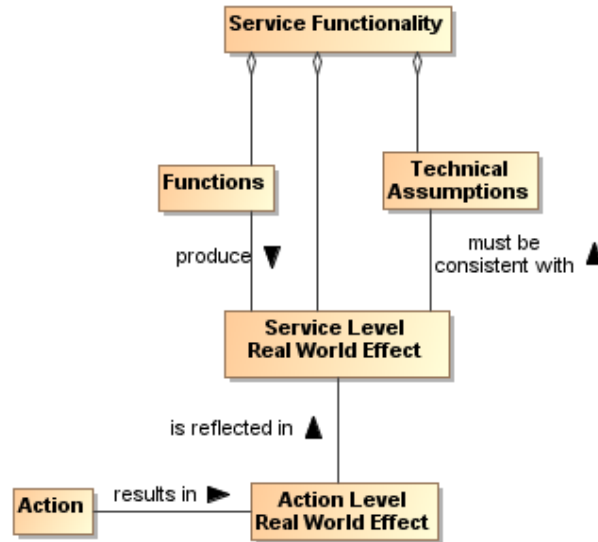 Service Functionality
Functions
Technical
Assumptions
produce
must be
consistent with
Service Level
Real World Effect
is reflected in
Action
results in
Action Level
Real World Effect